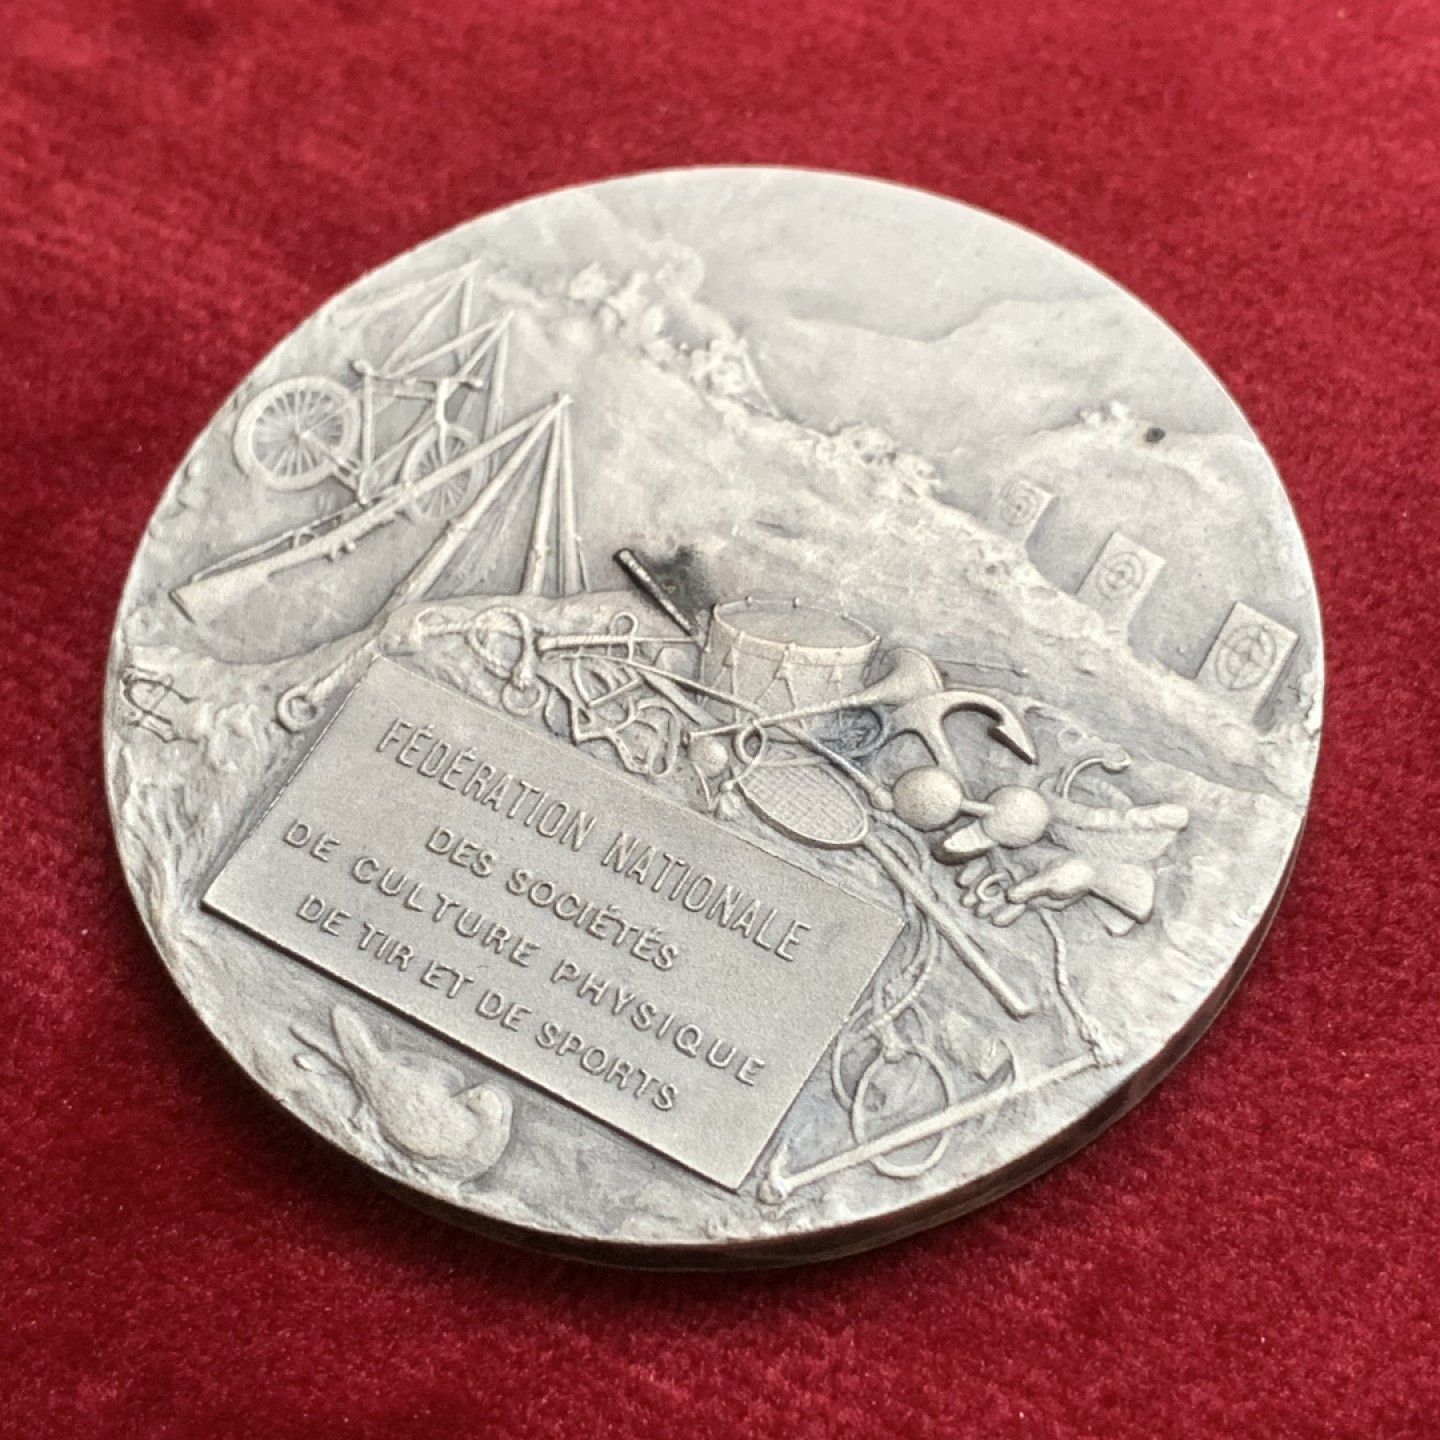 FÉDÉRATION NATIONALE
DES SOCIÉTÉS
DE CULTURE PHYSIQUE
DE TIR ET DE SPORTS